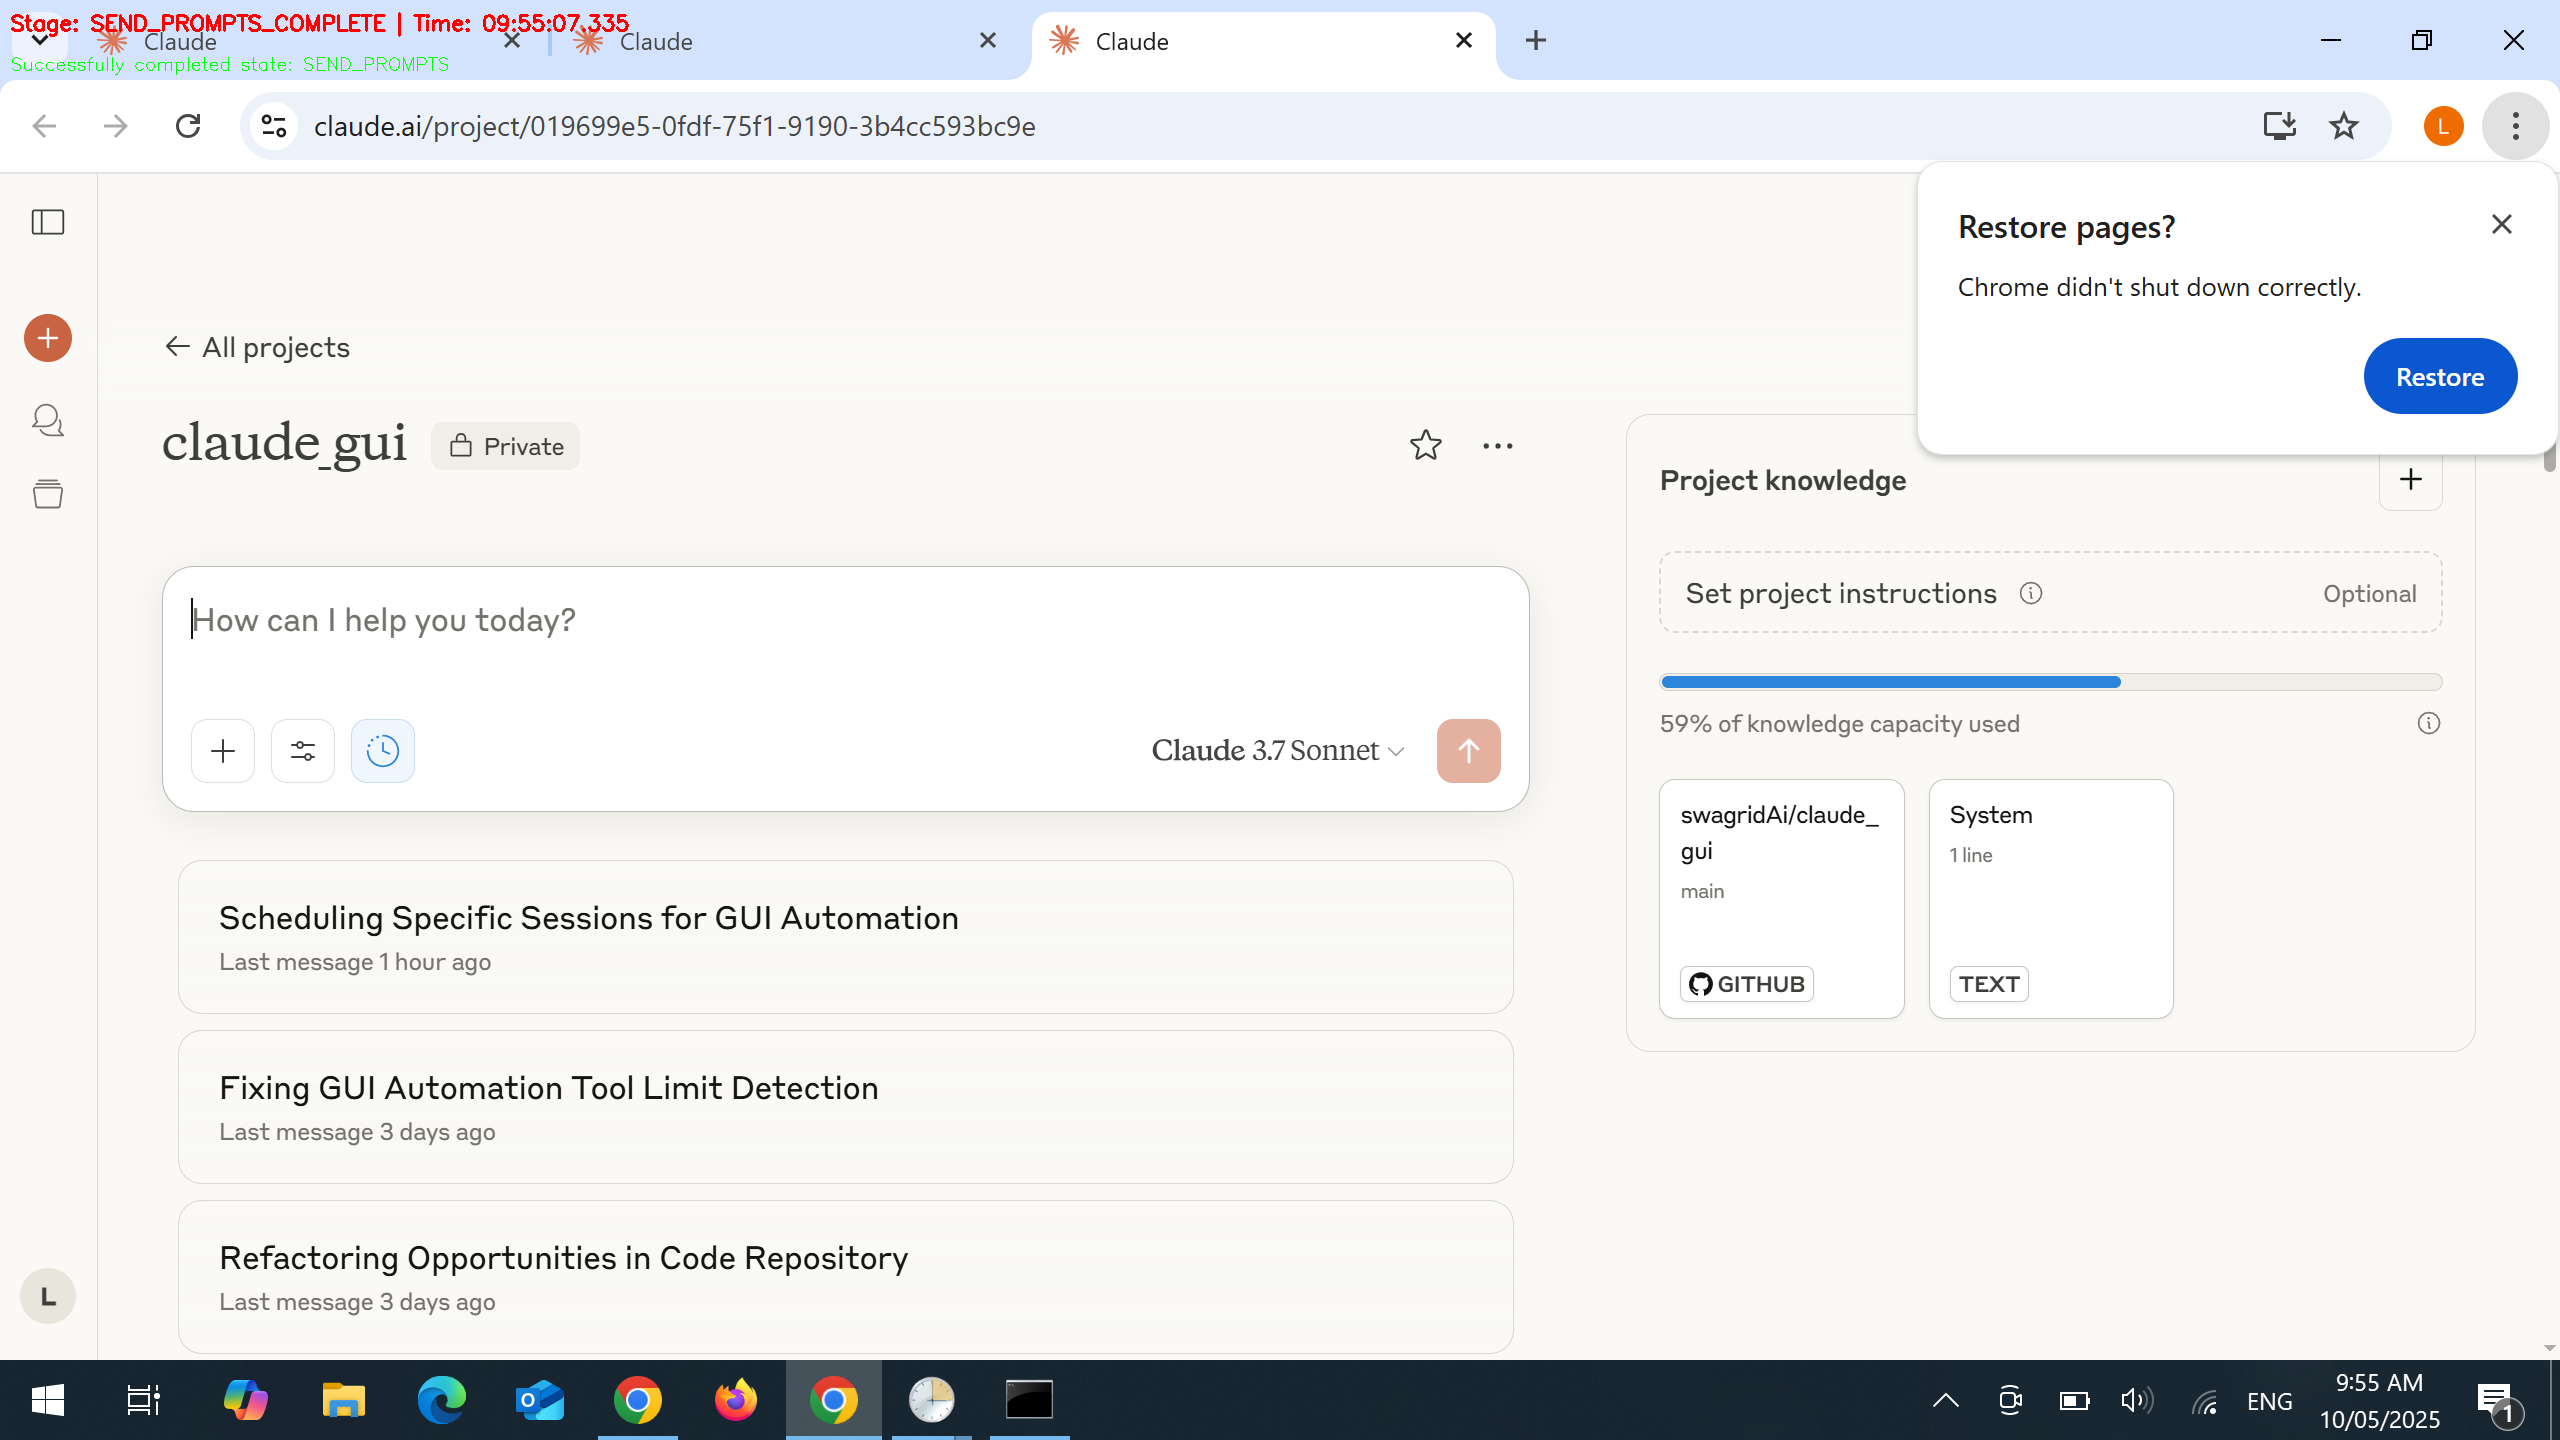 Stage: SEND_PROMPTS_COMPLETE | Time: 09:55:07.335
Claude
Claude
Claude
Successfully completed state: SEND_PROMPTS
claude.ai/project/019699e5-0fdf-75f1-9190-3b4cc593bc9e
L
Restore pages?
Chrome didn't shut down correctly.
Restore
All projects
claude_gui
Private
Project knowledge
How can I help you today?
Set project instructions
Optional
59% of knowledge capacity used
Claude 3.7 Sonnet
swagridAi/claude_
gui
main
GITHUB
System
1 line
TEXT
Scheduling Specific Sessions for GUI Automation
Last message 1 hour ago
Fixing GUI Automation Tool Limit Detection
Last message 3 days ago
Refactoring Opportunities in Code Repository
Last message 3 days ago
L
ENG
9:55 AM
10/05/2025
1